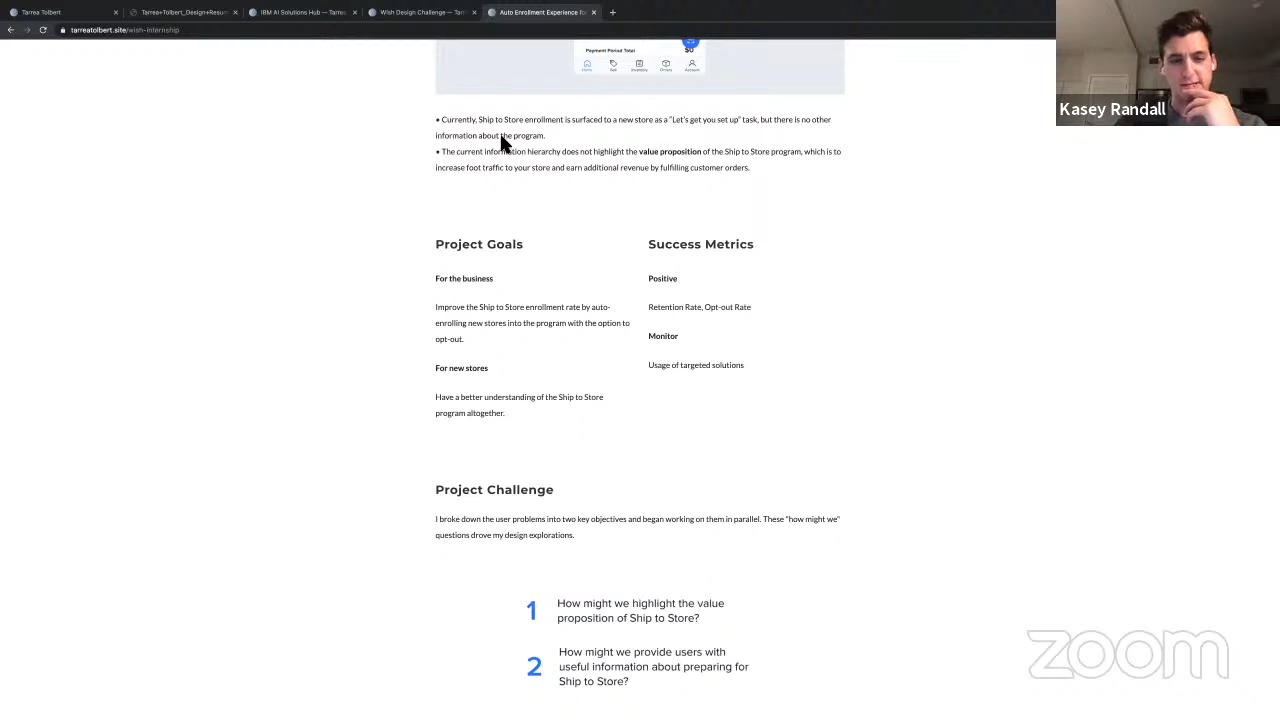 Tarrea Tolbert
Tarrea+Tolbert_Design+Resum
IBM AI Solutions Hub — Tarrea
Wish Design Challenge — Tarr
Auto Enrollment Experience fo
tarreatolbert.site/wish-internship
Payment Period Total
$0
Home
Sell
Inventory
Orders
Account
Kasey Randall
• Currently, Ship to Store enrollment is surfaced to a new store as a “Let’s get you set up” task, but there is no other
information about the program.
• The current information hierarchy does not highlight the value proposition of the Ship to Store program, which is to
increase foot traffic to your store and earn additional revenue by fulfilling customer orders.
Project Goals
For the business
Improve the Ship to Store enrollment rate by auto-
enrolling new stores into the program with the option to
opt-out.
For new stores
Have a better understanding of the Ship to Store
program altogether.
Success Metrics
Positive
Retention Rate, Opt-out Rate
Monitor
Usage of targeted solutions
Project Challenge
I broke down the user problems into two key objectives and began working on them in parallel. These "how might we"
questions drove my design explorations.
1 How might we highlight the value
proposition of Ship to Store?
2 How might we provide users with
useful information about preparing for
Ship to Store?
zoom